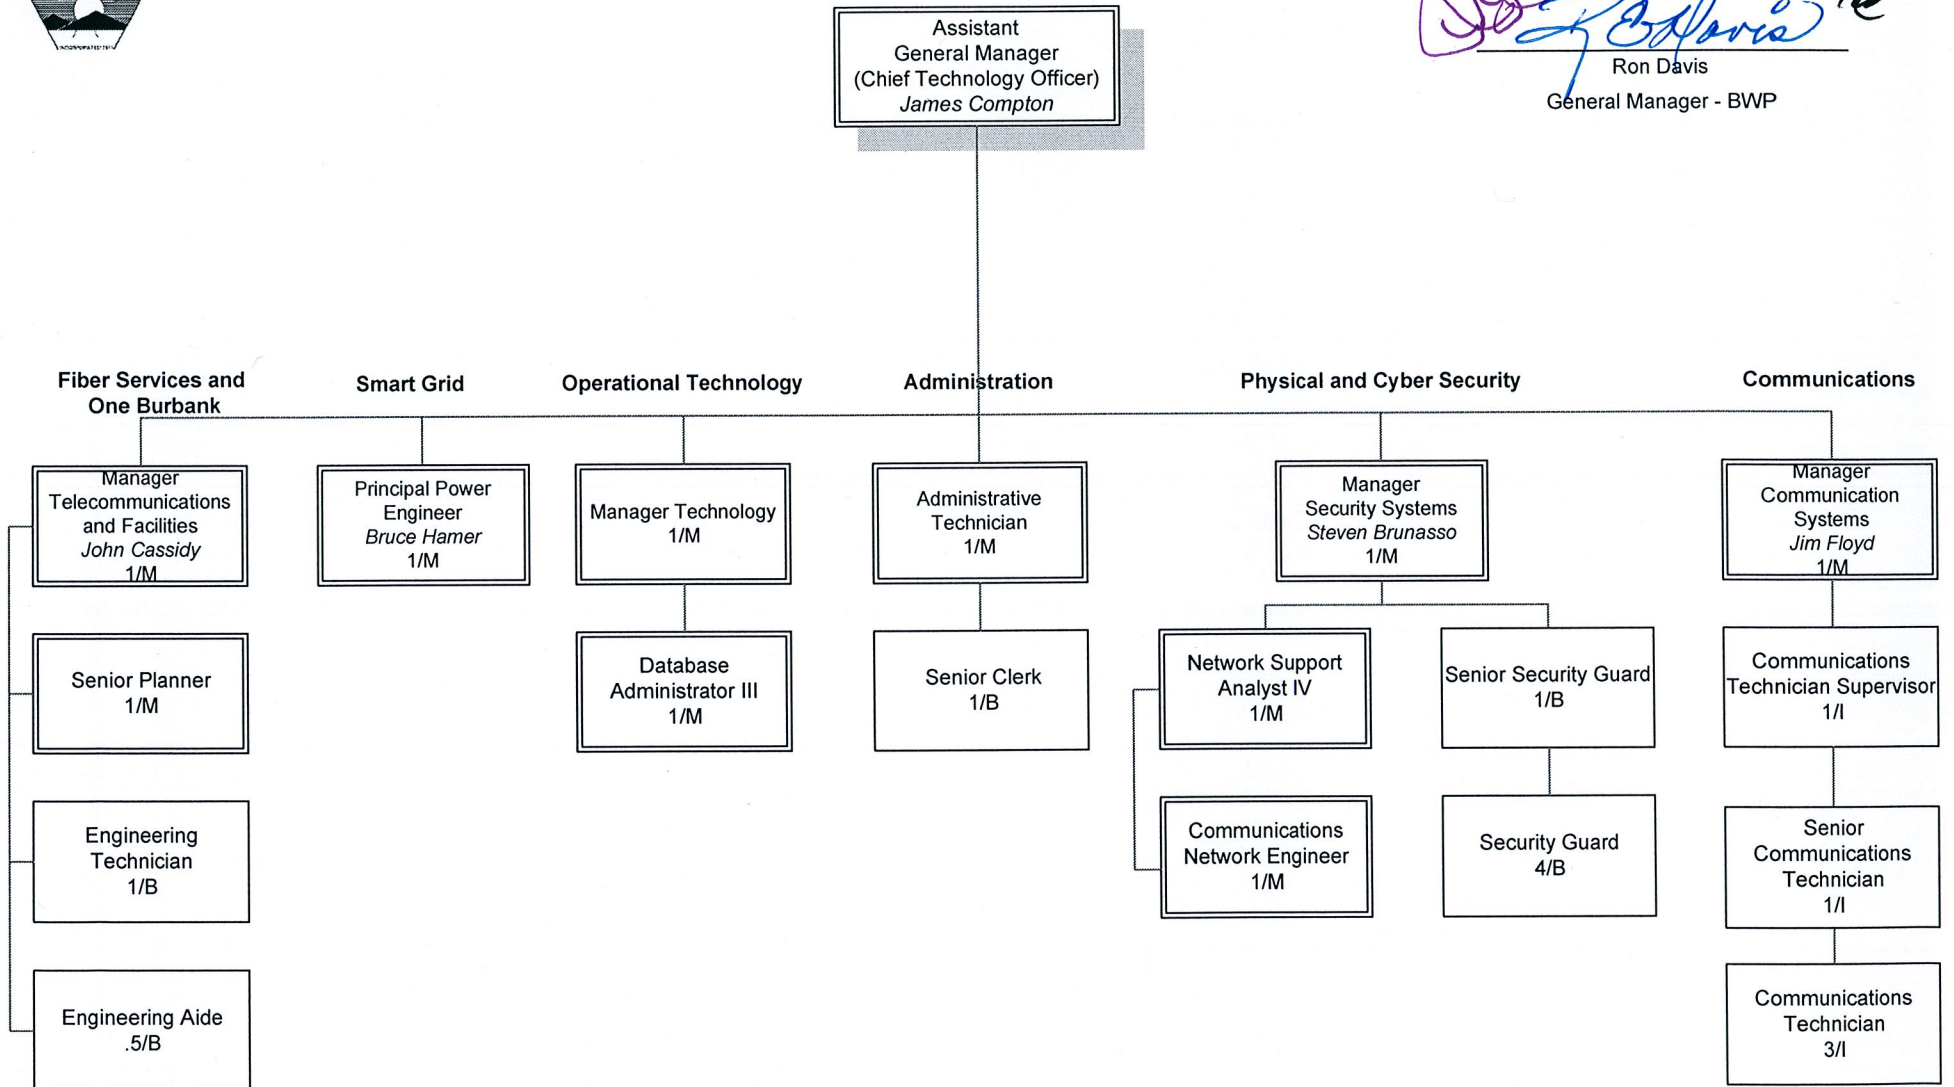 Assistant
General Manager
(Chief Technology Officer)
James Compton
R E Davis
Ron Davis
General Manager - BWP
Fiber Services and
One Burbank
Smart Grid
Operational Technology
Administration
Physical and Cyber Security
Communications
Manager
Telecommunications
and Facilities
John Cassidy
1/M
Principal Power
Engineer
Bruce Hamer
1/M
Manager Technology
1/M
Administrative
Technician
1/M
Manager
Security Systems
Steven Brunasso
1/M
Manager
Communication
Systems
Jim Floyd
1/M
Senior Planner
1/M
Database
Administrator III
1/M
Senior Clerk
1/B
Network Support
Analyst IV
1/M
Senior Security Guard
1/B
Communications
Technician Supervisor
1/I
Engineering
Technician
1/B
Communications
Network Engineer
1/M
Security Guard
4/B
Senior
Communications
Technician
1/I
Engineering Aide
.5/B
Communications
Technician
3/I